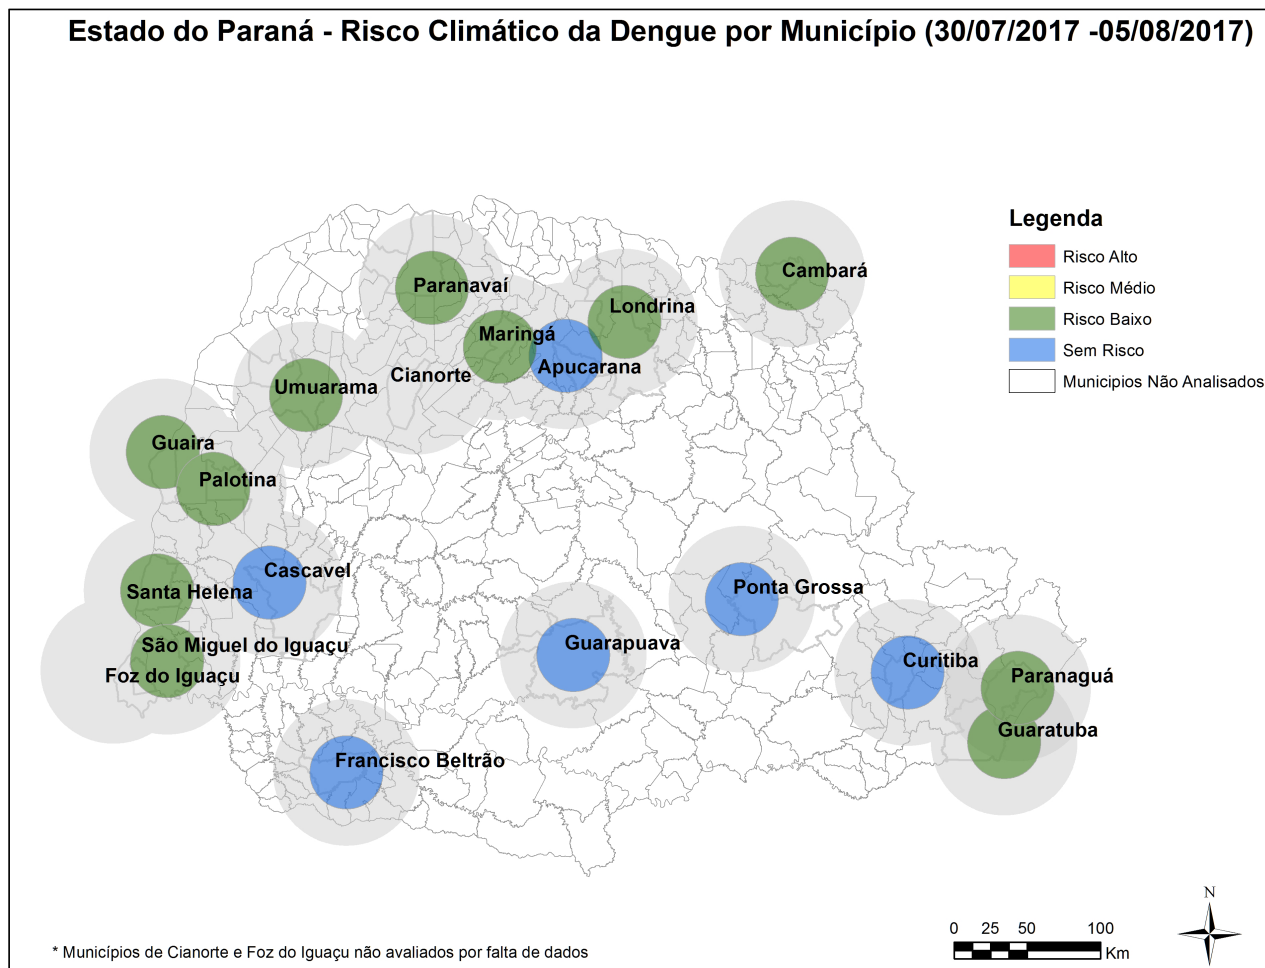 Estado do Paraná - Risco Climático da Dengue por Município (30/07/2017 -05/08/2017)
Legenda
Risco Alto
Risco Médio
Risco Baixo
Sem Risco
Municipios Não Analisados
Cambará
Paranavaí
Londrina
Maringá
Apucarana
Cianorte
Umuarama
Guaira
Palotina
Cascavel
Santa Helena
São Miguel do Iguaçu
Foz do Iguaçu
Ponta Grossa
Guarapuava
Curitiba
Paranaguá
Guaratuba
Francisco Beltrão
N
0 25 50 100
Km
* Municípios de Cianorte e Foz do Iguaçu não avaliados por falta de dados